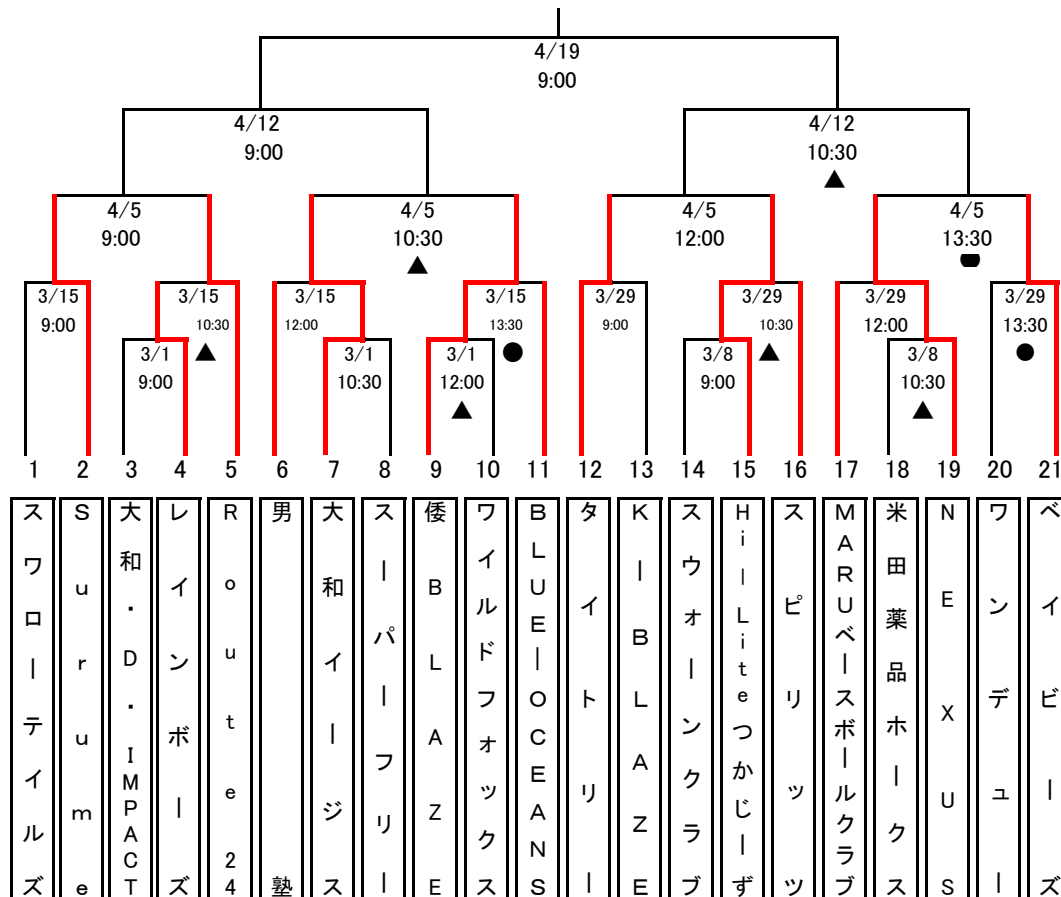 4/19
9:00
4/12
9:00
4/12
10:30
▲
4/5
9:00
4/5
10:30
▲
4/5
12:00
4/5
13:30
●
3/15
9:00
3/15
10:30
▲
3/15
12:00
3/15
13:30
●
3/29
9:00
3/29
10:30
▲
3/29
12:00
3/29
13:30
●
3/1
9:00
3/1
10:30
3/1
12:00
▲
3/8
9:00
3/8
10:30
▲
1 2 3 4 5 6 7 8 9 10 11 12 13 14 15 16 17 18 19 20 21
スワローテイルズ
Surume
大和・D・IMPACT
レインボーズ
Route24
男塾
大和イージス
スーパーフリー
倭BLAZE
ワイルドフォックス
BLUE－OCEANS
タイトリー
K－BLAZE
スウォーンクラブ
Hi－Liteつかじーず
スピリッツ
MARUベースボールクラブ
米田薬品ホークス
NEXUS
ワンデュー
ベイビーズ